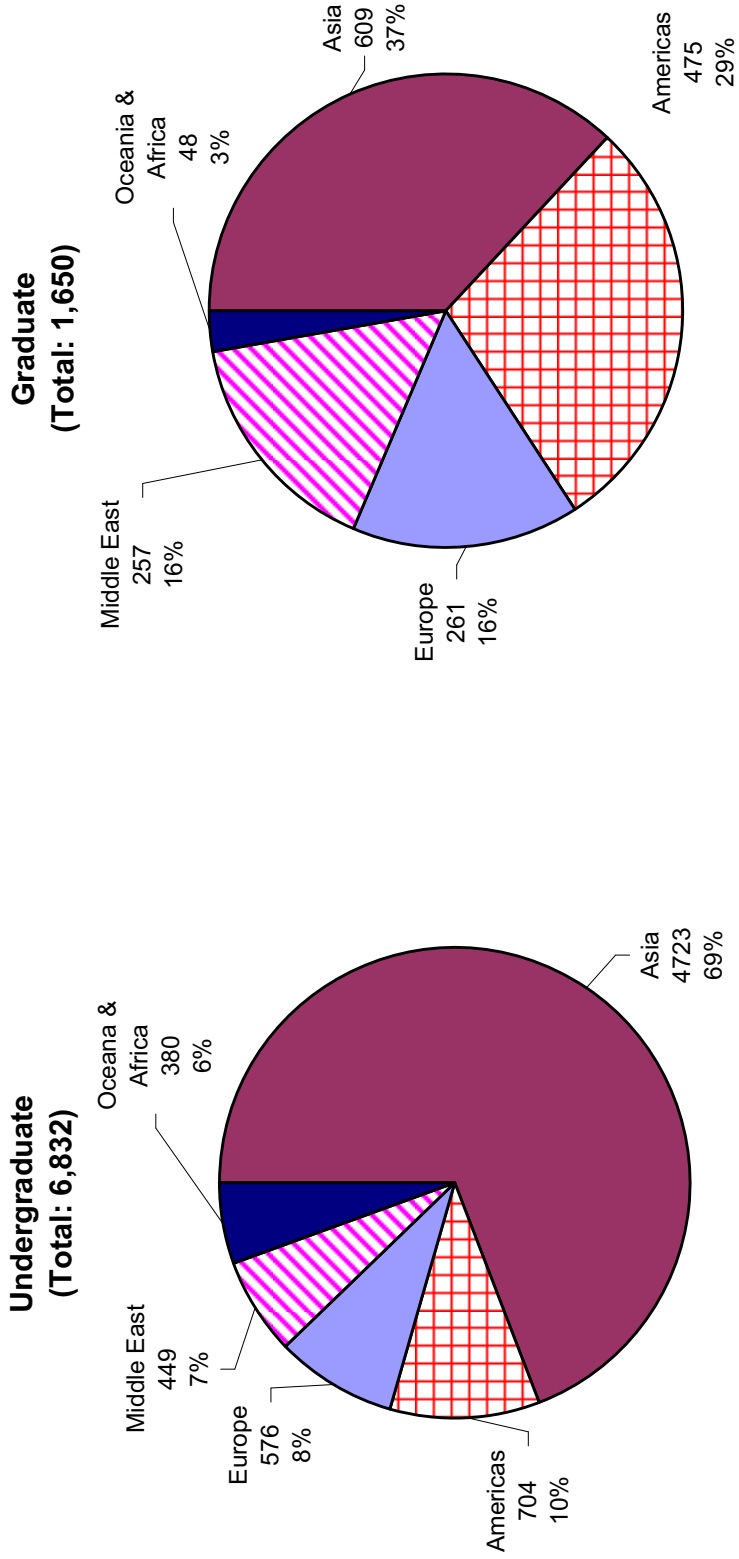 Undergraduate
(Total: 6,832)
Oceana &
Africa
380
6%
Middle East
449
7%
Europe
576
8%
Americas
704
10%
Asia
4723
69%
Graduate
(Total: 1,650)
Oceania &
Africa
48
3%
Asia
609
37%
Middle East
257
16%
Europe
261
16%
Americas
475
29%